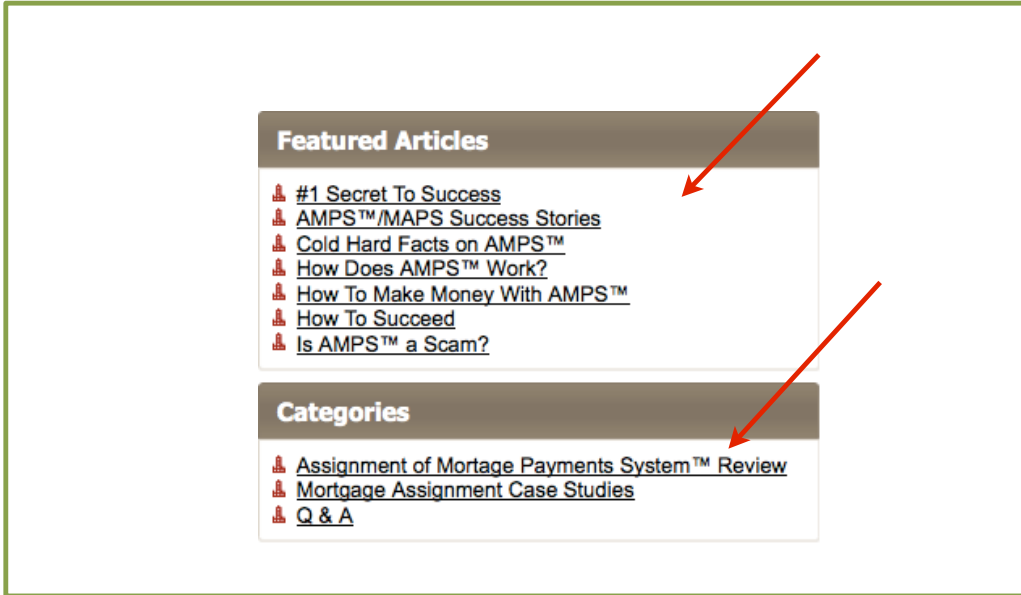 Featured Articles
#1 Secret To Success
AMPS™/MAPS Success Stories
Cold Hard Facts on AMPS™
How Does AMPS™ Work?
How To Make Money With AMPS™
How To Succeed
Is AMPS™ a Scam?
Categories
Assignment of Mortage Payments System™ Review
Mortgage Assignment Case Studies
Q & A